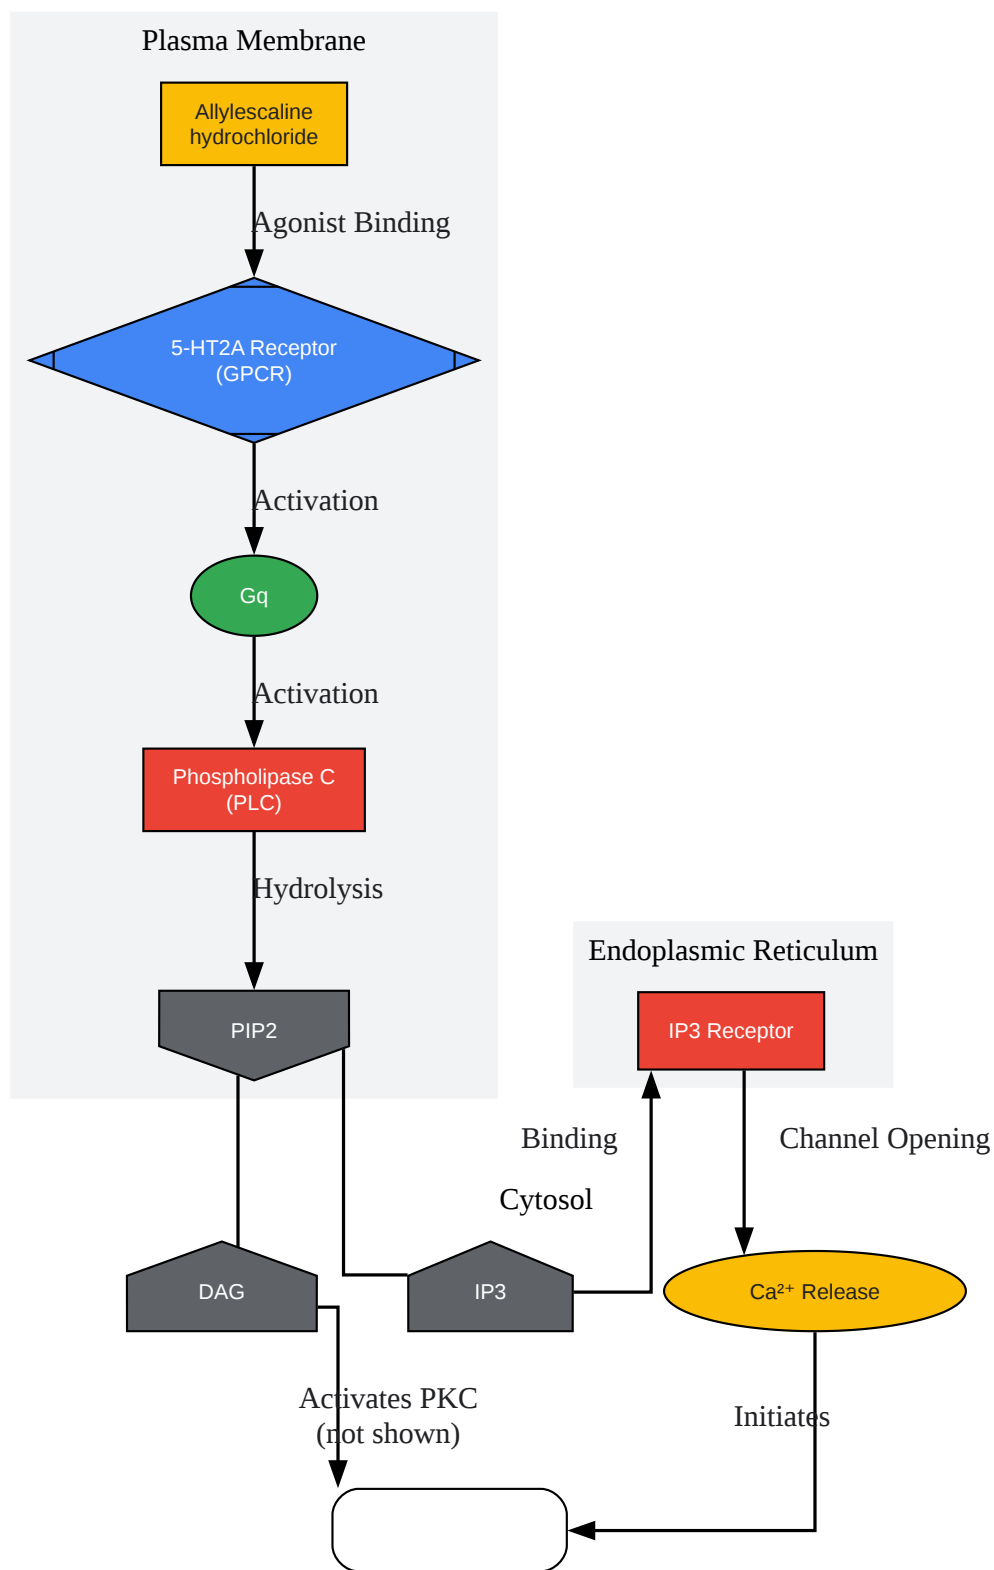 Plasma Membrane
Allylescaline
hydrochloride
Agonist Binding
5-HT2A Receptor
(GPCR)
Activation
Gq
Activation
Phospholipase C
(PLC)
Hydrolysis
PIP2
Endoplasmic Reticulum
IP3 Receptor
Binding
Channel Opening
Cytosol
DAG
IP3
Ca²⁺ Release
Activates PKC
(not shown)
Initiates